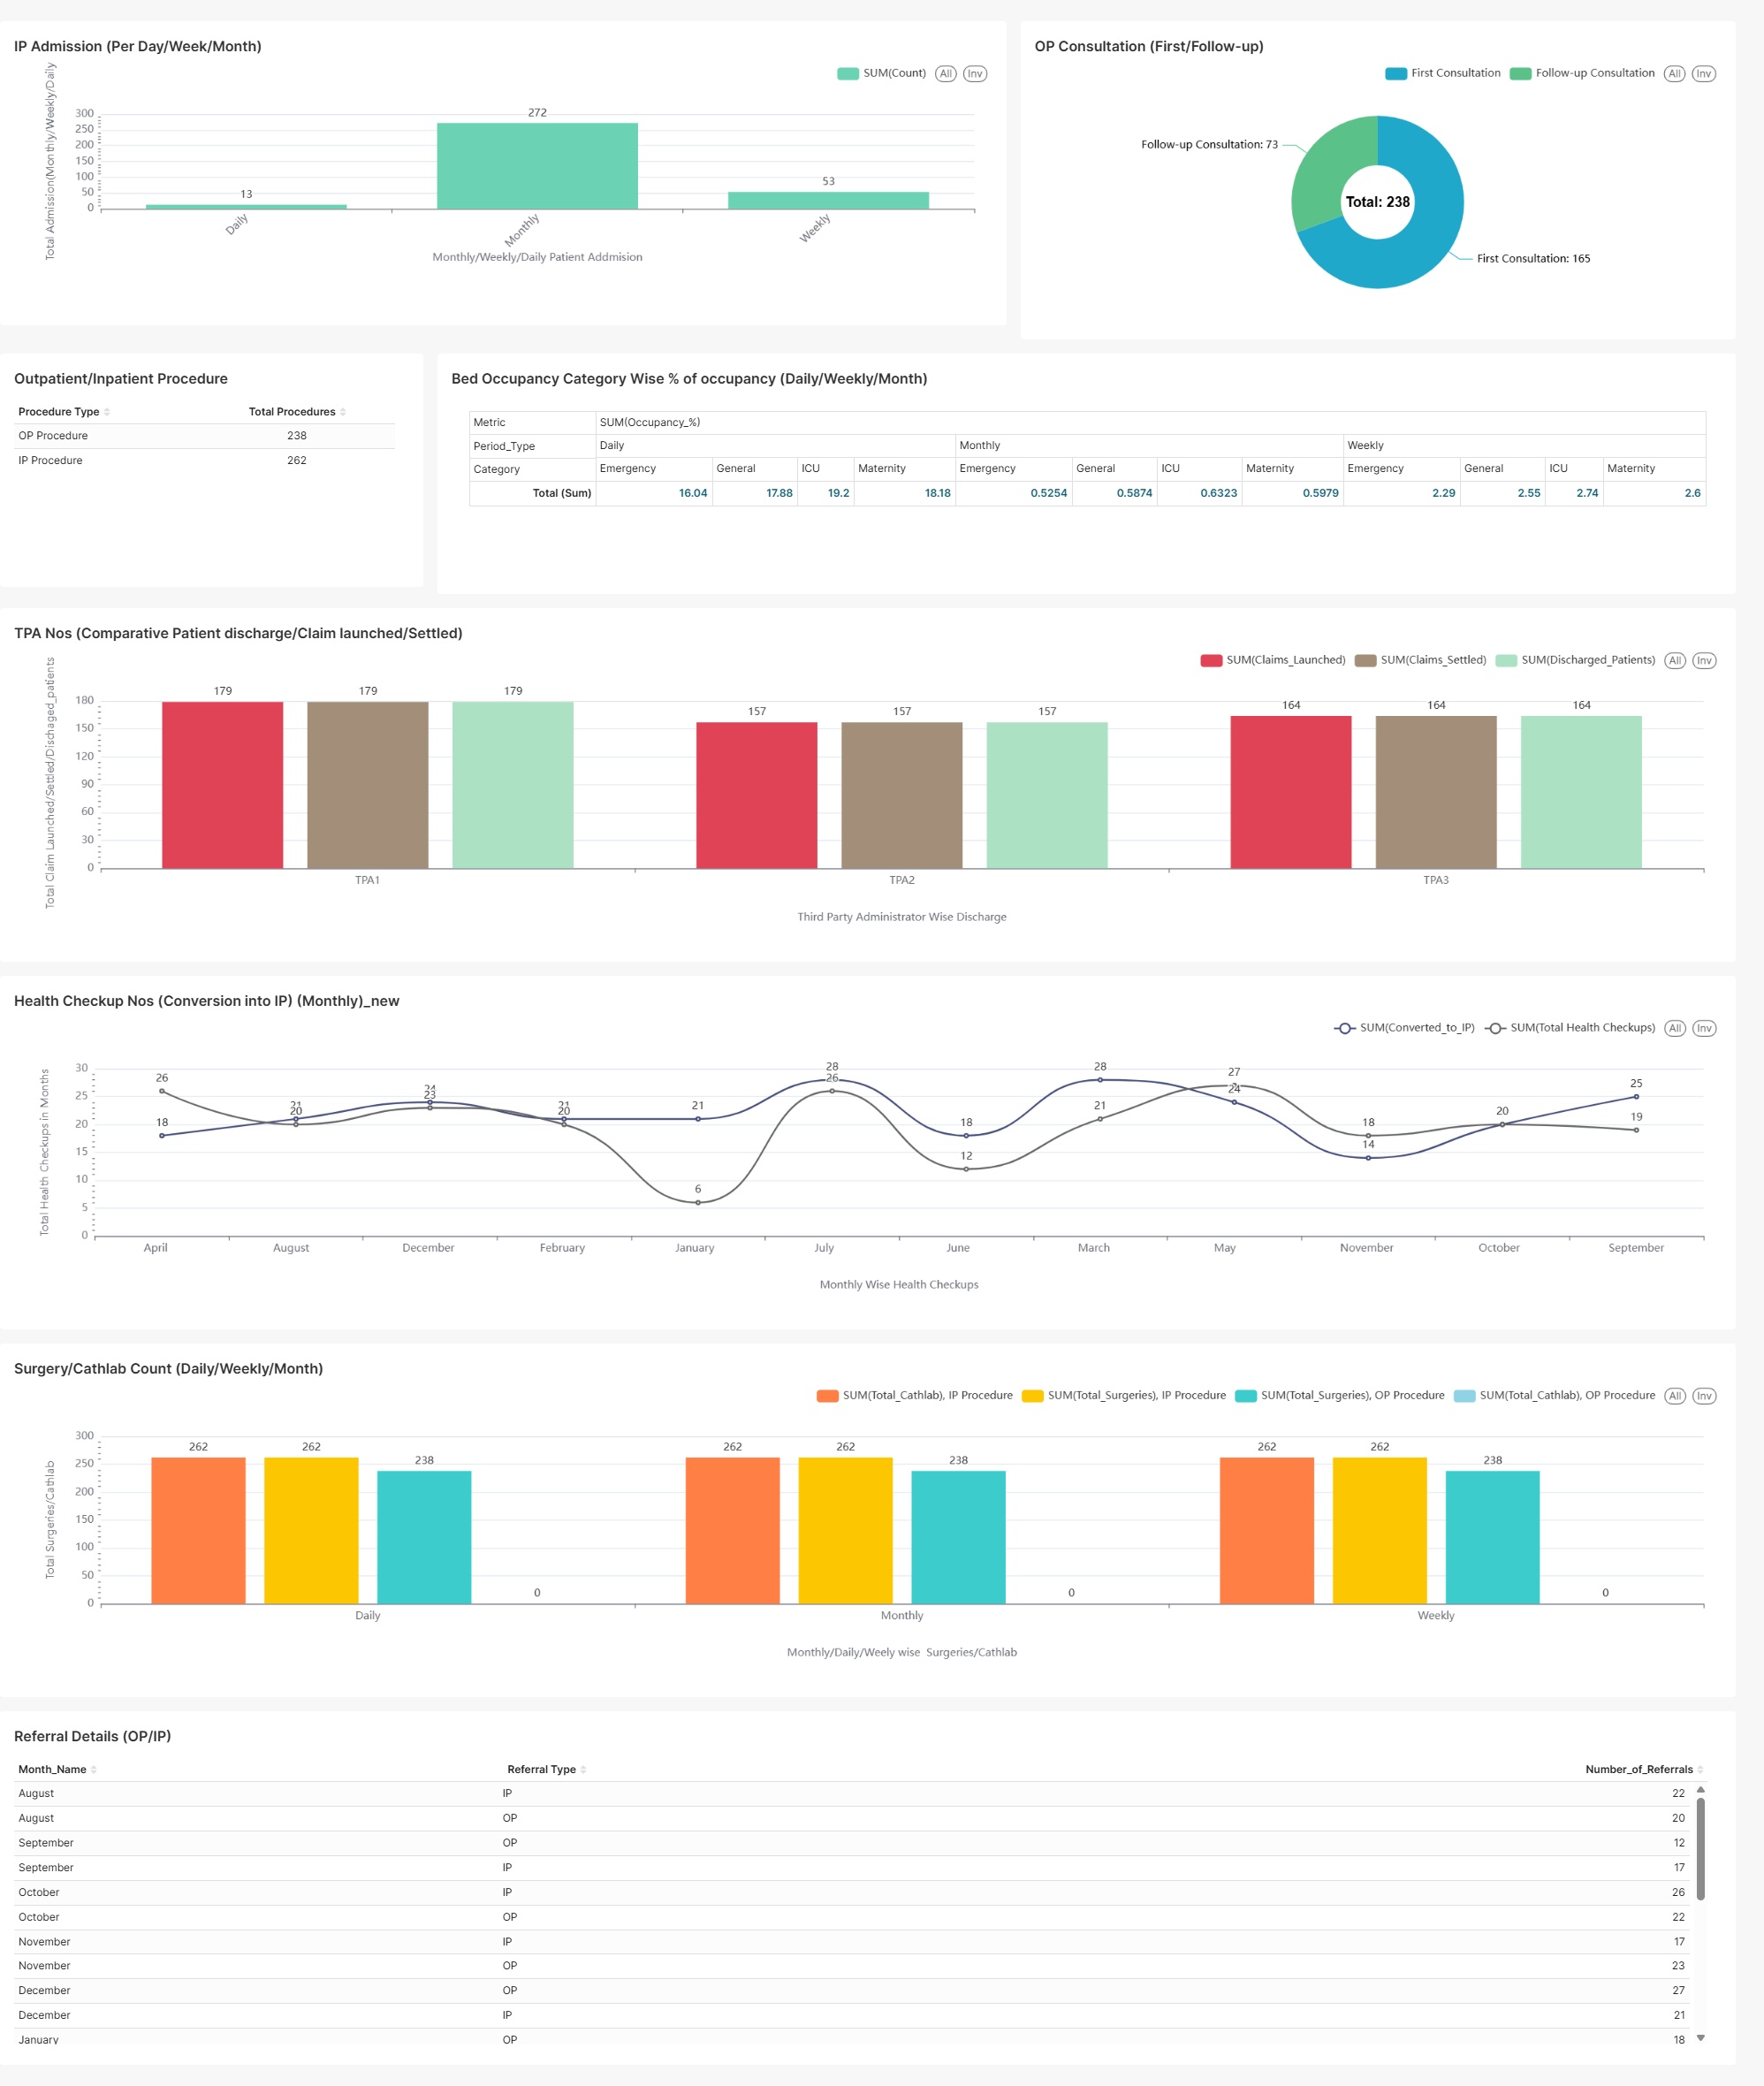 IP Admission (Per Day/Week/Month)
SUM(Count) All Inv
Total Admission(Monthly/Weekly/Daily
300
250
200
150
100
50
0
13
272
53
Daily
Monthly
Weekly
Monthly/Weekly/Daily Patient Addmision
OP Consultation (First/Follow-up)
First Consultation Follow-up Consultation All Inv
Follow-up Consultation: 73
Total: 238
First Consultation: 165
Outpatient/Inpatient Procedure
Procedure Type Total Procedures
OP Procedure 238
IP Procedure 262
Bed Occupancy Category Wise % of occupancy (Daily/Weekly/Month)
Metric SUM(Occupancy_%)
Period_Type Daily Monthly Weekly
Category Emergency General ICU Maternity Emergency General ICU Maternity Emergency General ICU Maternity
Total (Sum) 16.04 17.88 19.2 18.18 0.5254 0.5874 0.6323 0.5979 2.29 2.55 2.74 2.6
TPA Nos (Comparative Patient discharge/Claim launched/Settled)
SUM(Claims_Launched) SUM(Claims_Settled) SUM(Discharged_Patients) All Inv
Total Claim Launched/Settled/Dischaged_patients
180
150
120
90
60
30
0
179 179 179
157 157 157
164 164 164
TPA1 TPA2 TPA3
Third Party Administrator Wise Discharge
Health Checkup Nos (Conversion into IP) (Monthly)_new
SUM(Converted_to_IP) SUM(Total Health Checkups) All Inv
Total Health Checkups in Months
30
25
20
15
10
5
0
26
18
21
20
24
23
21
20
21
6
28
26
18
12
28
21
27
24
18
14
20
25
19
April August December February January July June March May November October September
Monthly Wise Health Checkups
Surgery/Cathlab Count (Daily/Weekly/Month)
SUM(Total_Cathlab), IP Procedure SUM(Total_Surgeries), IP Procedure SUM(Total_Surgeries), OP Procedure SUM(Total_Cathlab), OP Procedure All Inv
Total Surgeries/Cathlab
300
250
200
150
100
50
0
262 262 238 0
262 262 238 0
262 262 238 0
Daily Monthly Weekly
Monthly/Daily/Weely wise Surgeries/Cathlab
Referral Details (OP/IP)
Month_Name Referral Type Number_of_Referrals
August IP 22
August OP 20
September OP 12
September IP 17
October IP 26
October OP 22
November IP 17
November OP 23
December OP 27
December IP 21
January OP 18